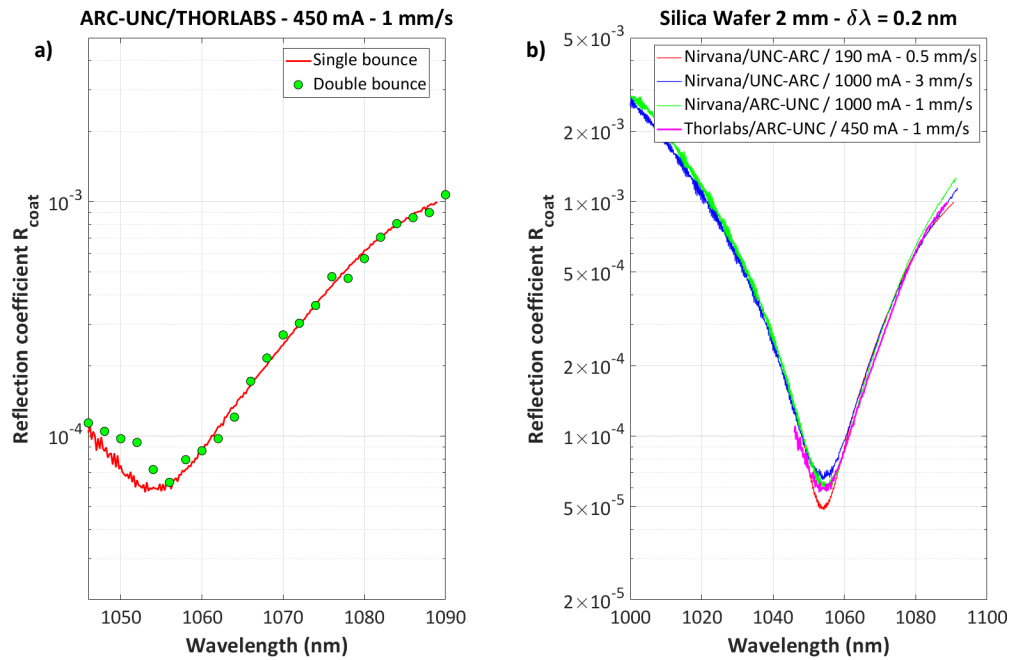 ARC-UNC/THORLABS - 450 mA - 1 mm/s
a)
Single bounce
Double bounce
10⁻³
10⁻⁴
Reflection coefficient R_coat
1050 1060 1070 1080 1090
Wavelength (nm)
Silica Wafer 2 mm - δλ = 0.2 nm
b)
Nirvana/UNC-ARC / 190 mA - 0.5 mm/s
Nirvana/UNC-ARC / 1000 mA - 3 mm/s
Nirvana/ARC-UNC / 1000 mA - 1 mm/s
Thorlabs/ARC-UNC / 450 mA - 1 mm/s
5×10⁻³
2×10⁻³
1×10⁻³
5×10⁻⁴
2×10⁻⁴
1×10⁻⁴
5×10⁻⁵
2×10⁻⁵
Reflection coefficient R_coat
1000 1020 1040 1060 1080 1100
Wavelength (nm)